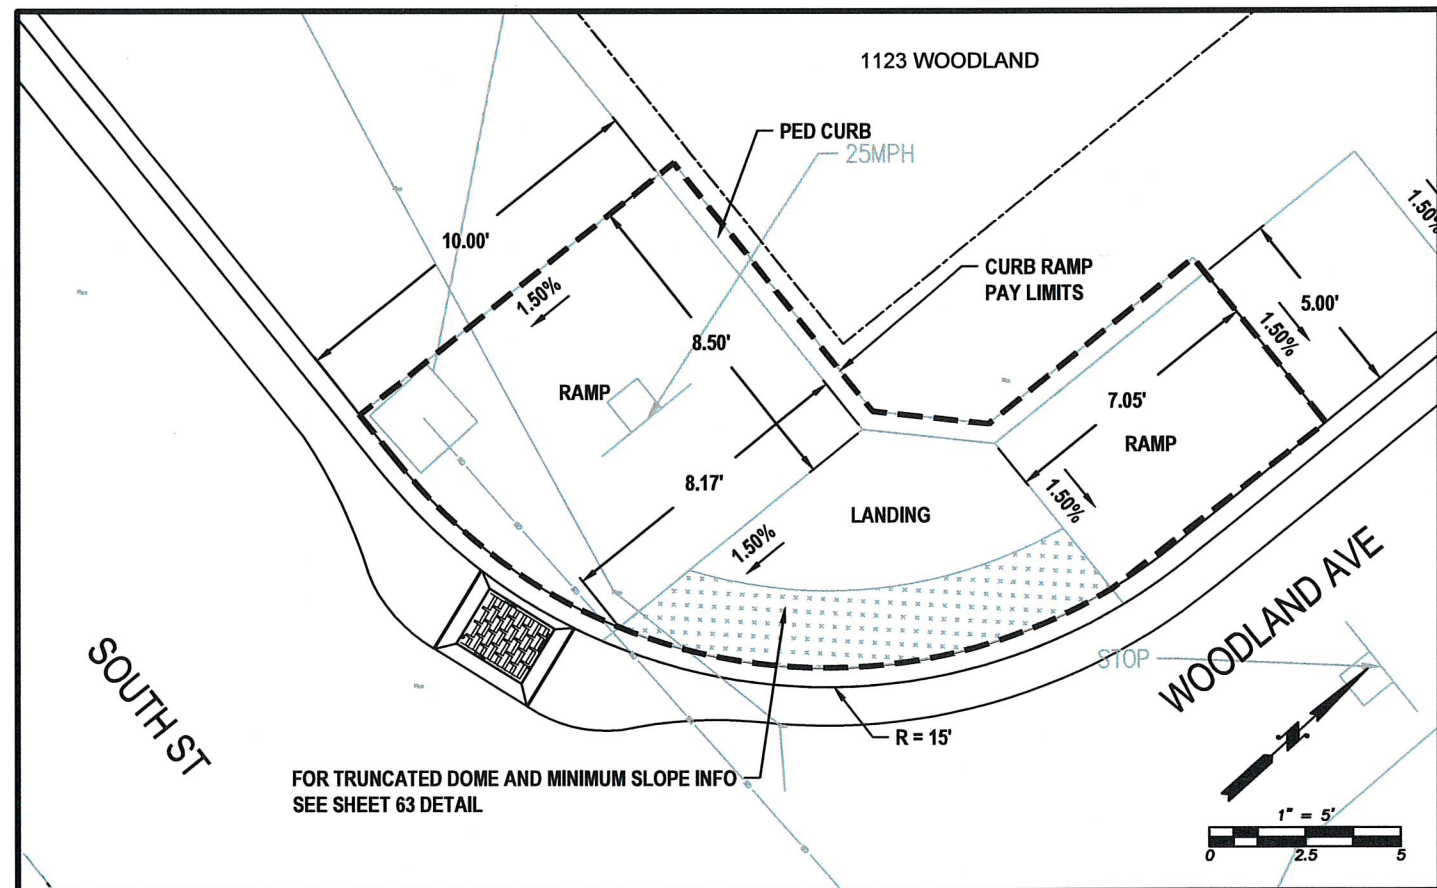 1123 WOODLAND
PED CURB
25MPH
1.50%
10.00'
CURB RAMP
PAY LIMITS
1.50%
5.00'
1.50%
8.50'
RAMP
7.05'
RAMP
8.17'
1.50%
LANDING
1.50%
SOUTH ST
STOP
WOODLAND AVE
R = 15'
FOR TRUNCATED DOME AND MINIMUM SLOPE INFO
SEE SHEET 63 DETAIL
1" = 5'
0 2.5 5